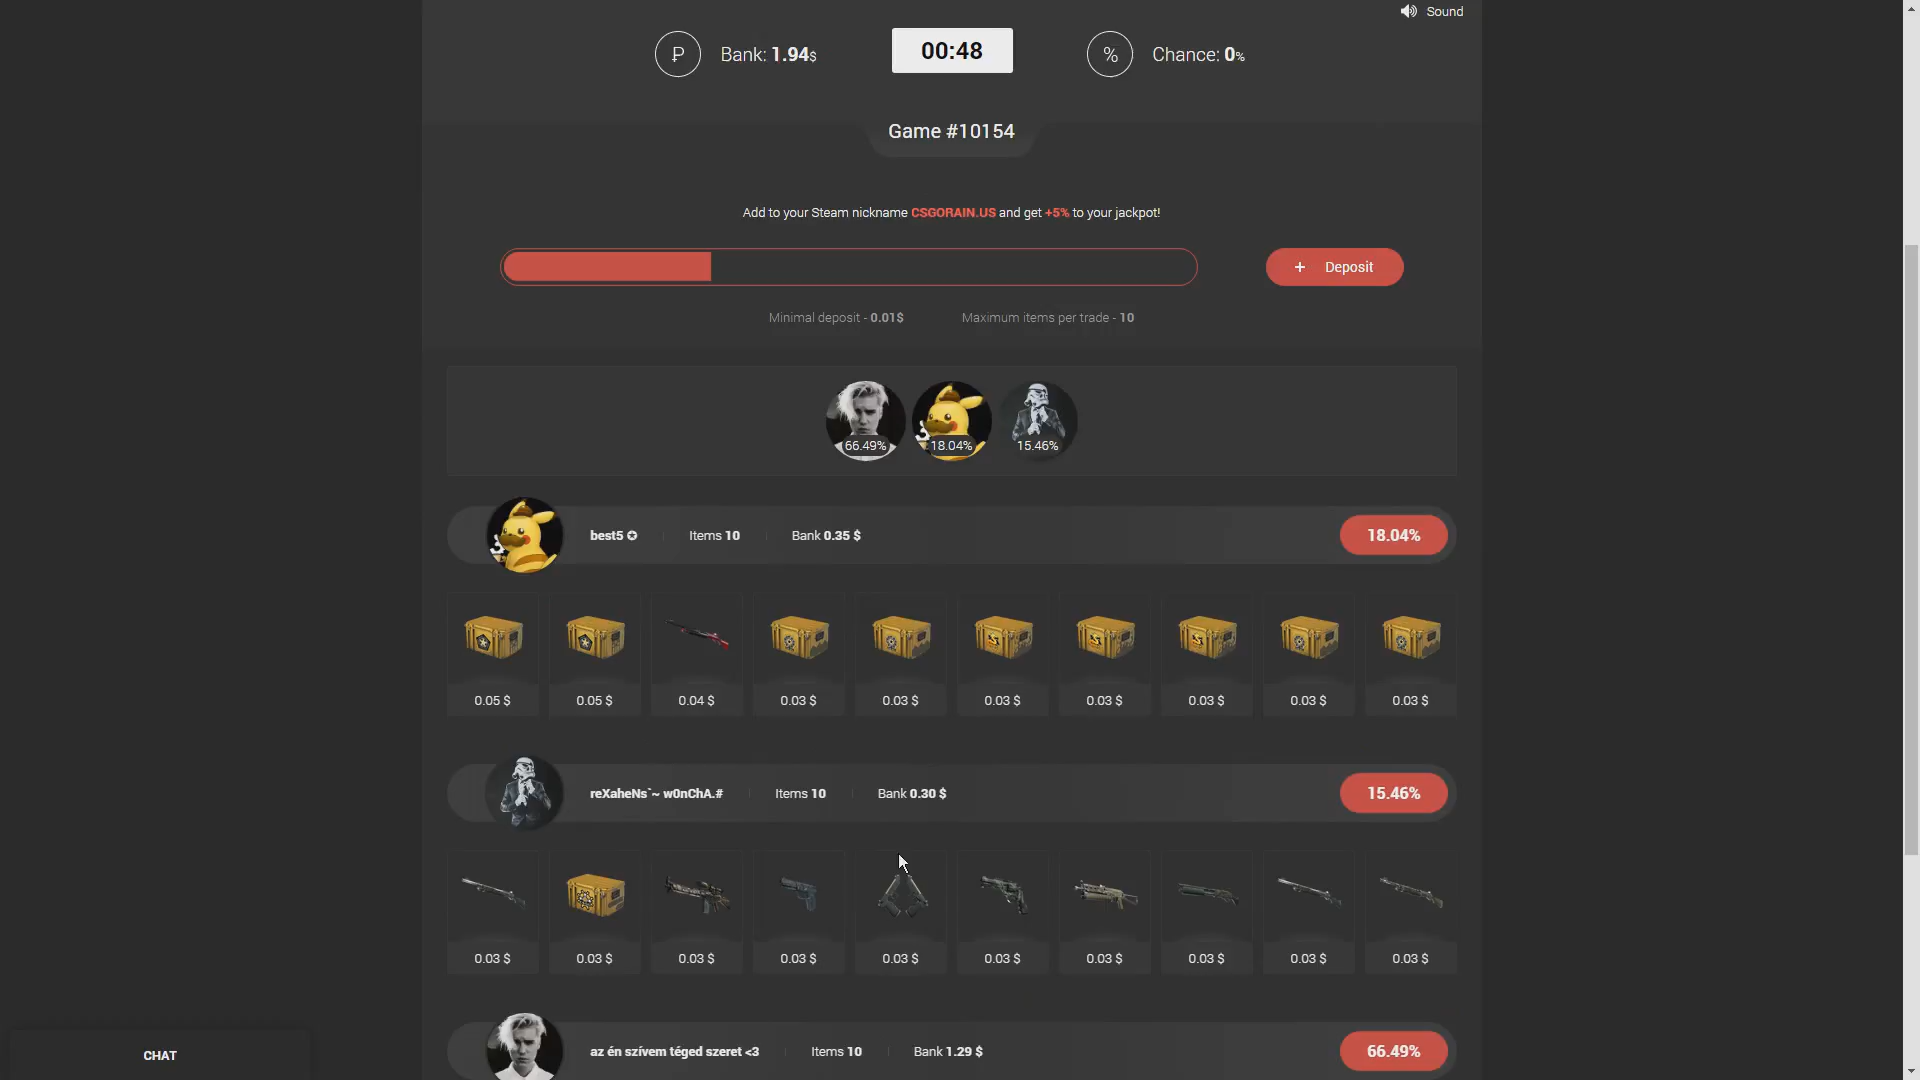 Sound
Bank: 1.94$
00:48
% Chance: 0%
Game #10154
Add to your Steam nickname CSGORAIN.US and get +5% to your jackpot!
+ Deposit
Minimal deposit - 0.01$ Maximum items per trade - 10
66.49% 18.04% 15.46%
best5 ✪ Items 10 Bank 0.35 $ 18.04%
0.05 $ 0.05 $ 0.04 $ 0.03 $ 0.03 $ 0.03 $ 0.03 $ 0.03 $ 0.03 $ 0.03 $
reXaheNs`~ w0nChA.# Items 10 Bank 0.30 $ 15.46%
0.03 $ 0.03 $ 0.03 $ 0.03 $ 0.03 $ 0.03 $ 0.03 $ 0.03 $ 0.03 $ 0.03 $
az én szívem téged szeret <3 Items 10 Bank 1.29 $ 66.49%
CHAT